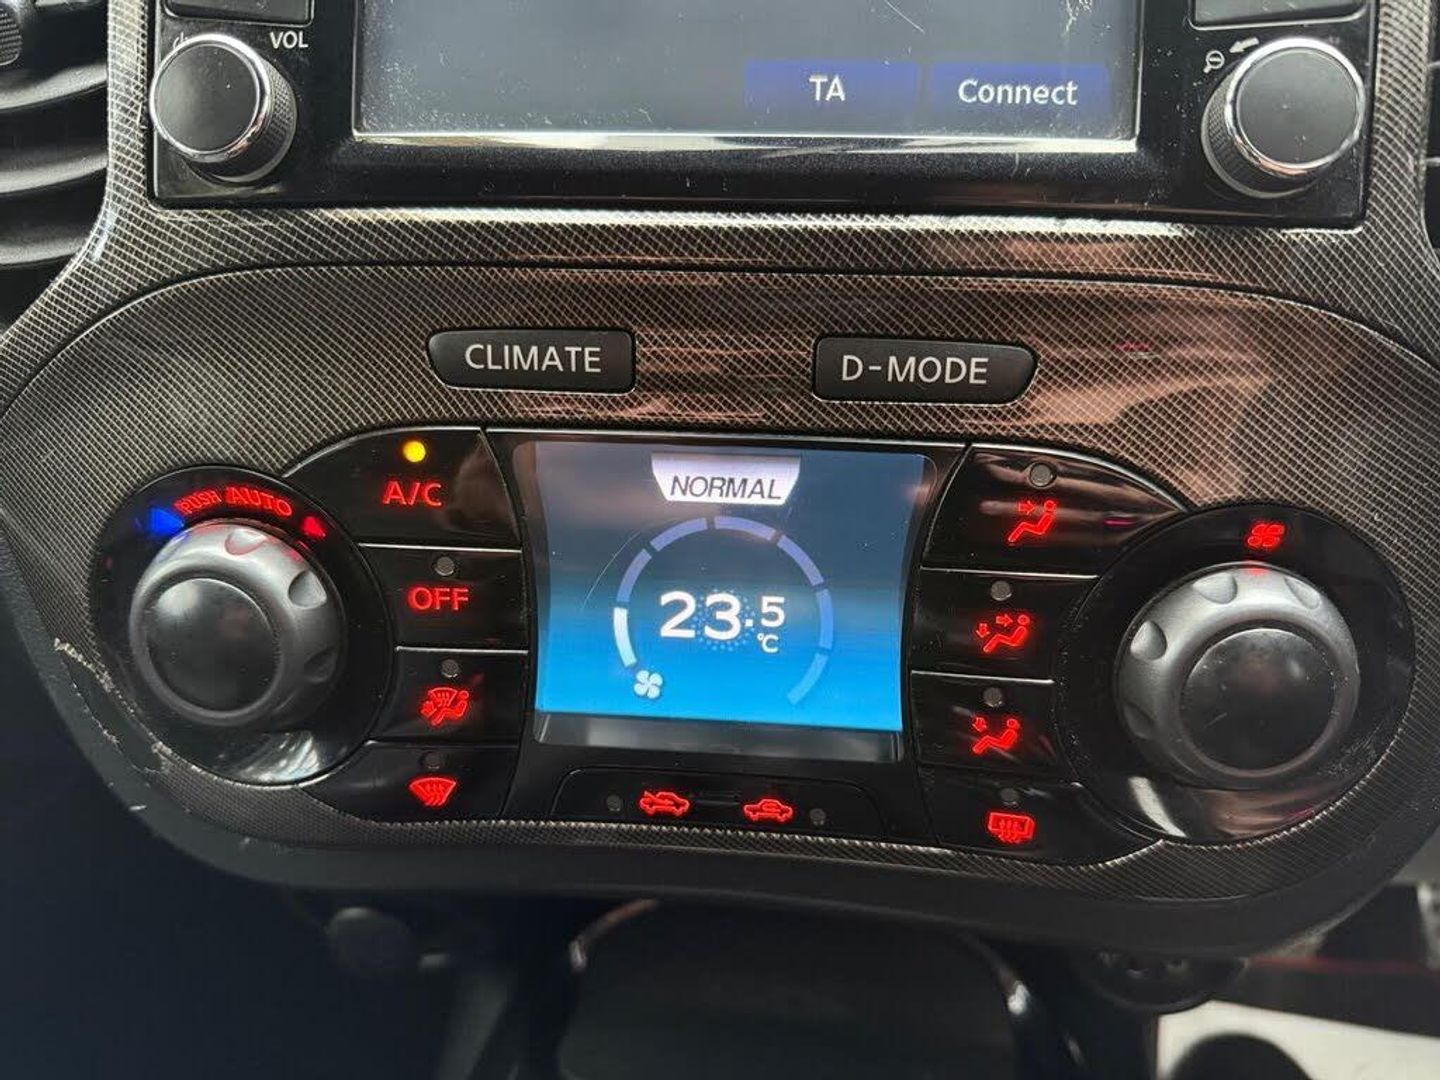 VOL
TA
Connect
CLIMATE
D-MODE
PUSH AUTO
A/C
OFF
NORMAL
23.5
°C